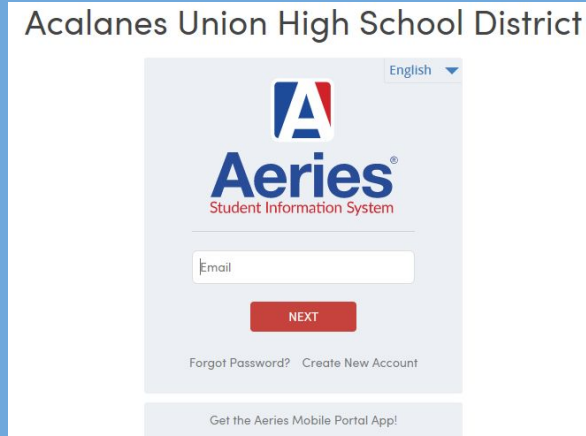 Acalanes Union High School District
English
A
Aeries®
Student Information System
Email
NEXT
Forgot Password? Create New Account
Get the Aeries Mobile Portal App!